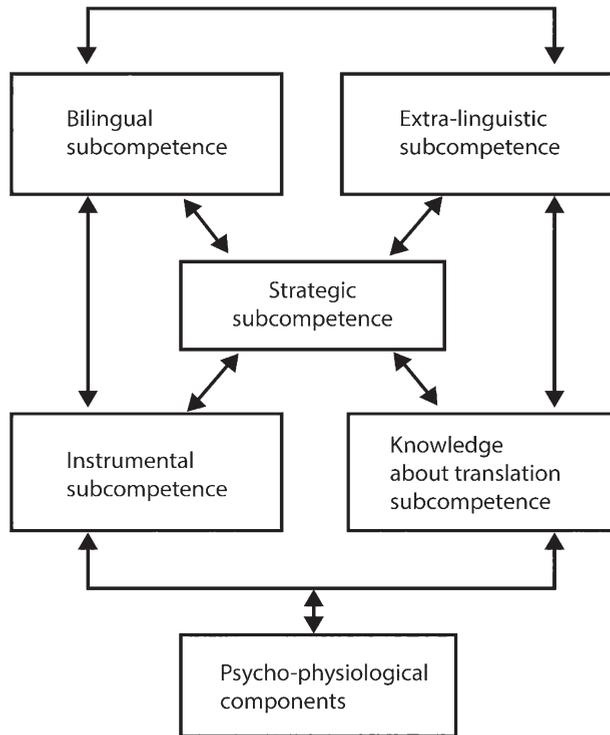 Bilingual
subcompetence
Extra-linguistic
subcompetence
Strategic
subcompetence
Instrumental
subcompetence
Knowledge
about translation
subcompetence
Psycho-physiological
components